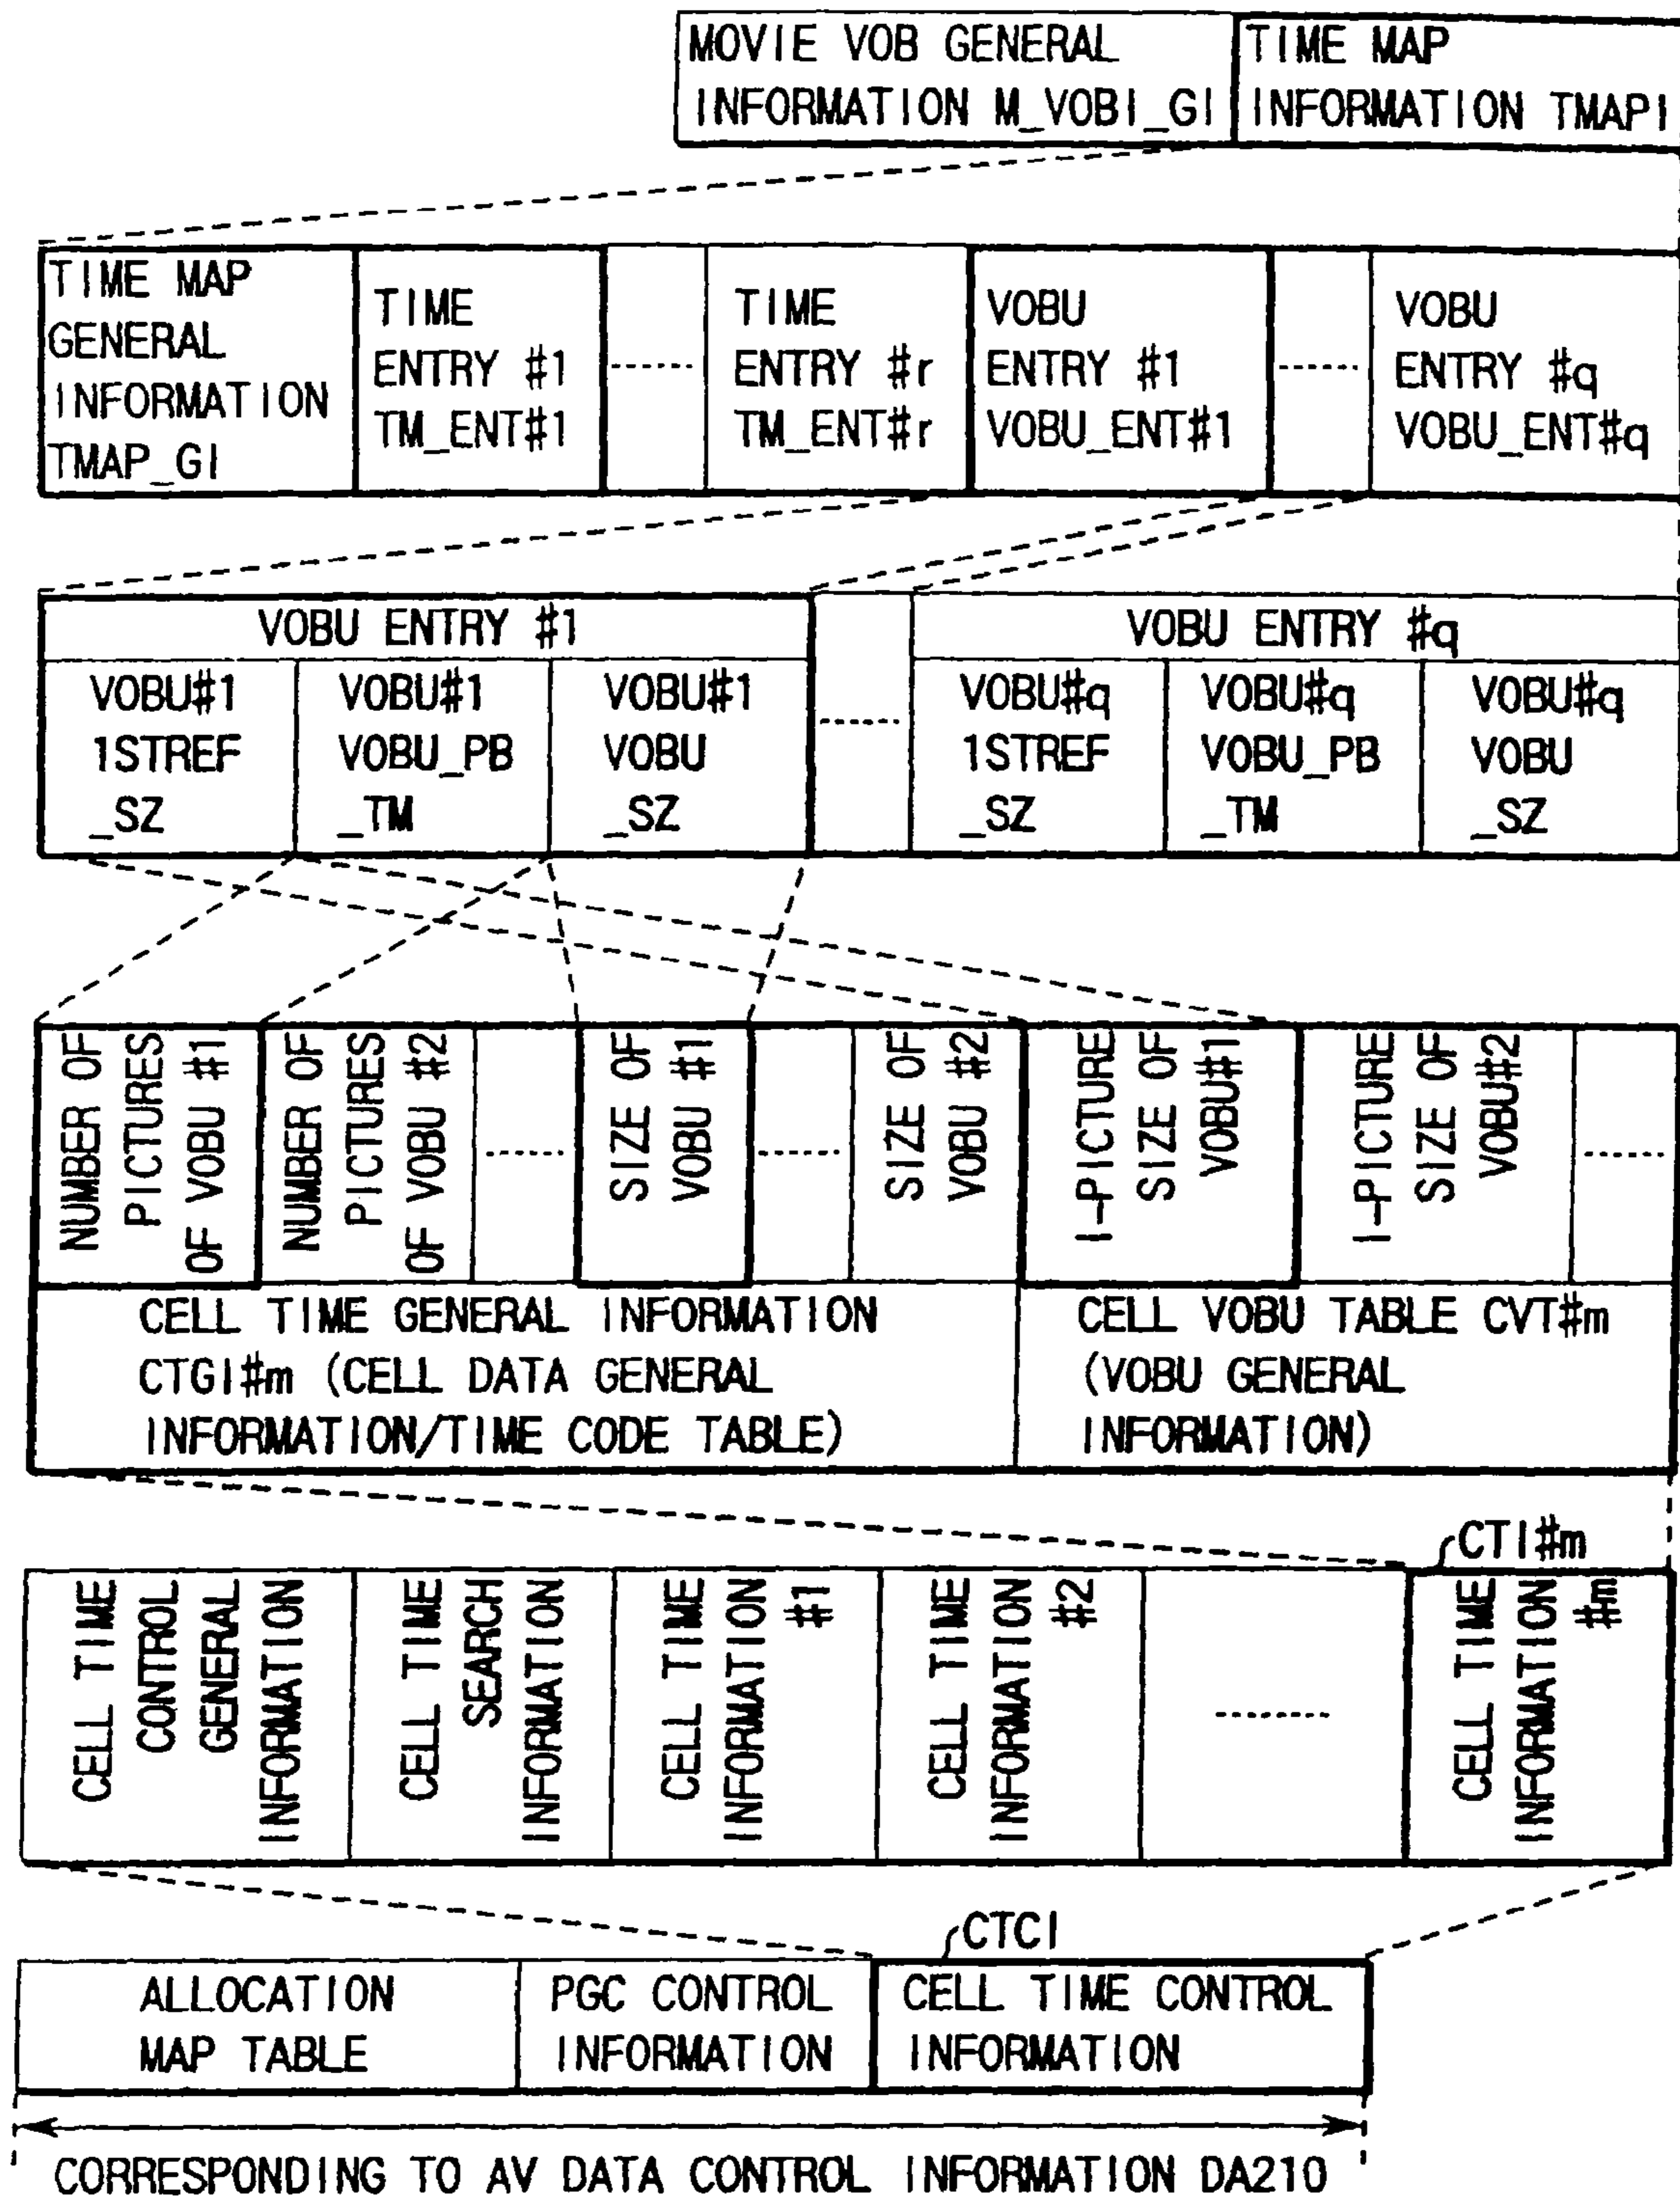 MOVIE VOB GENERAL
INFORMATION M_VOBI_GI
TIME MAP
INFORMATION TMAPI
TIME MAP
GENERAL
INFORMATION
TMAP_GI
TIME
ENTRY #1
TM_ENT#1
TIME
ENTRY #r
TM_ENT#r
VOBU
ENTRY #1
VOBU_ENT#1
VOBU
ENTRY #q
VOBU_ENT#q
VOBU ENTRY #1
VOBU#1
1STREF
_SZ
VOBU#1
VOBU_PB
_TM
VOBU#1
VOBU
_SZ
VOBU ENTRY #q
VOBU#q
1STREF
_SZ
VOBU#q
VOBU_PB
_TM
VOBU#q
VOBU
_SZ
NUMBER OF
PICTURES
OF VOBU #1
NUMBER OF
PICTURES
OF VOBU #2
SIZE OF
VOBU #1
SIZE OF
VOBU #2
I-PICTURE
SIZE OF
VOBU#1
I-PICTURE
SIZE OF
VOBU#2
CELL TIME GENERAL INFORMATION
CTGI#m (CELL DATA GENERAL
INFORMATION/TIME CODE TABLE)
CELL VOBU TABLE CVT#m
(VOBU GENERAL
INFORMATION)
CTI#m
CELL TIME
CONTROL
GENERAL
INFORMATION
CELL TIME
SEARCH
INFORMATION
CELL TIME
INFORMATION
#1
CELL TIME
INFORMATION
#2
CELL TIME
INFORMATION
#m
CTCI
ALLOCATION
MAP TABLE
PGC CONTROL
INFORMATION
CELL TIME CONTROL
INFORMATION
CORRESPONDING TO AV DATA CONTROL INFORMATION DA210